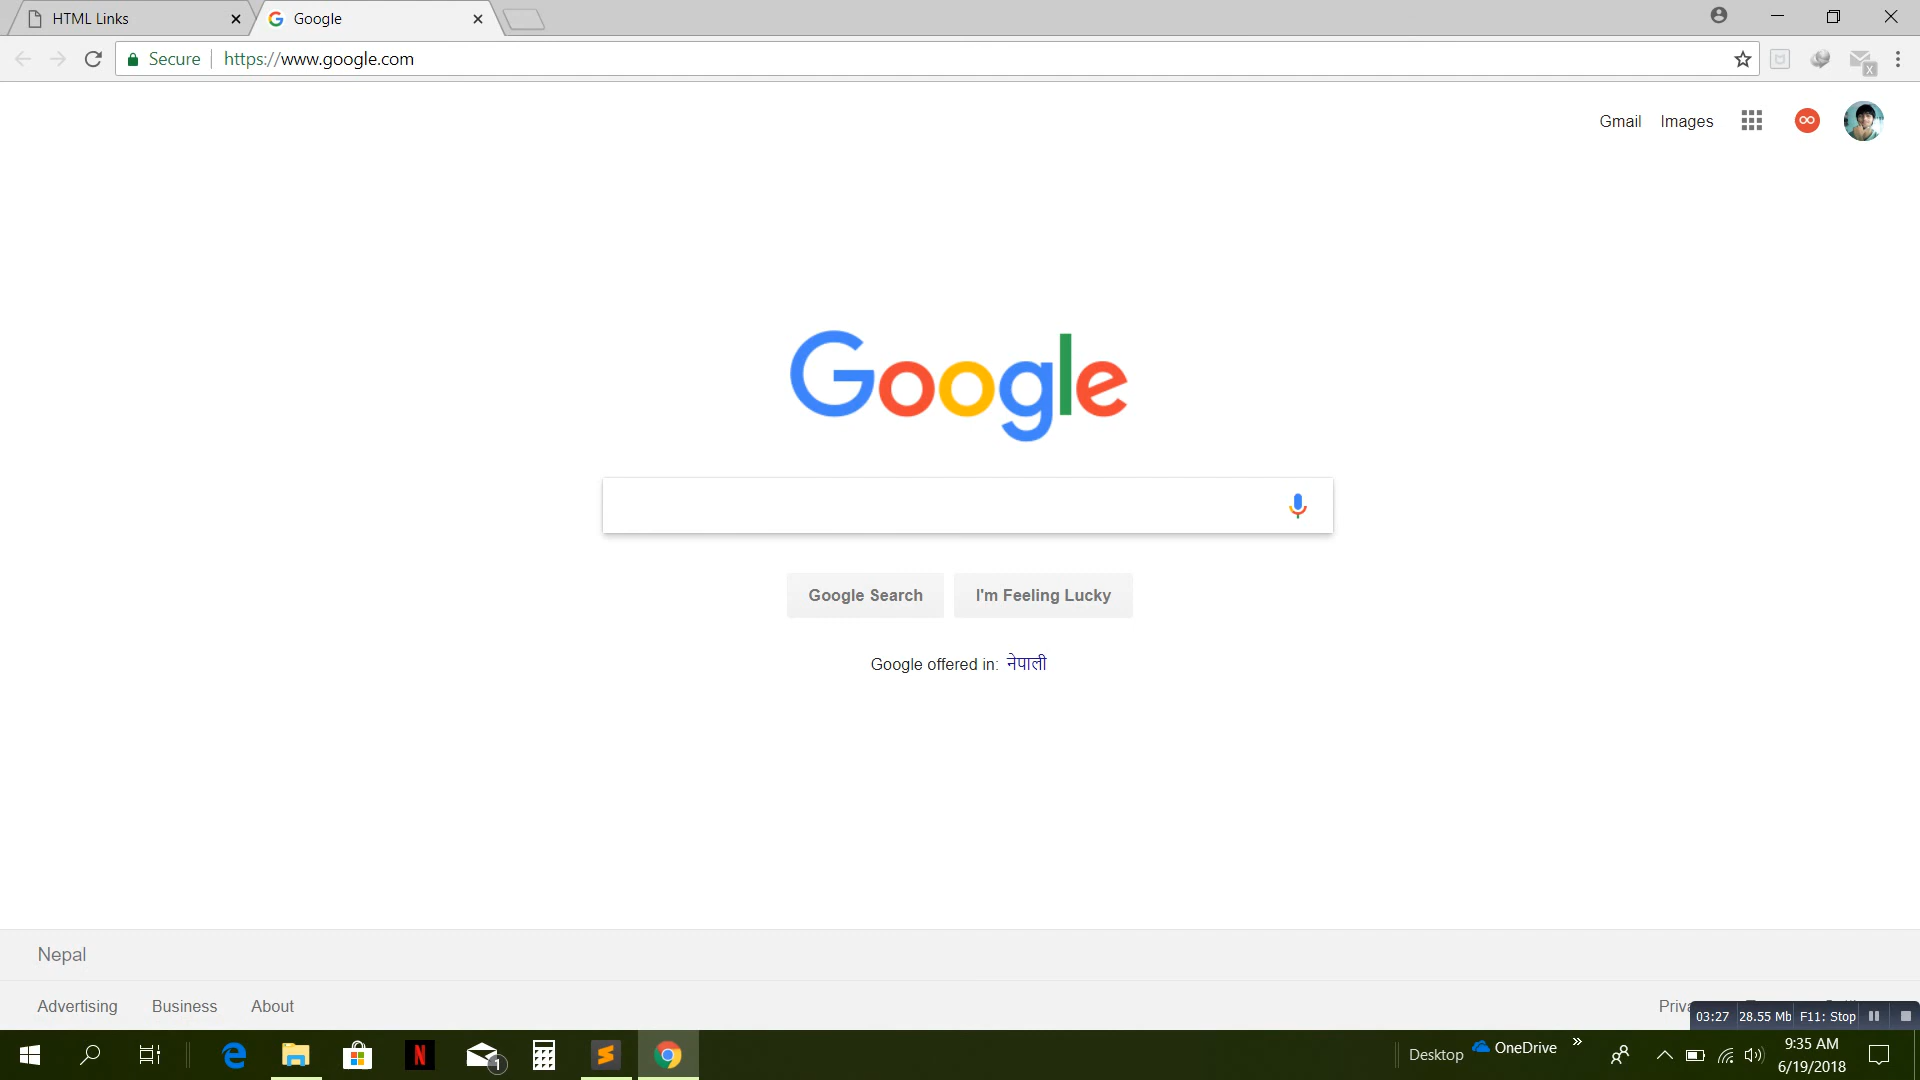 HTML Links
Google
Secure
https://www.google.com
Gmail
Images
Google
Google Search
I'm Feeling Lucky
Google offered in: नेपाली
Nepal
Advertising
Business
About
03:27
28.55 Mb
F11: Stop
1
Desktop
OneDrive
9:35 AM
6/19/2018